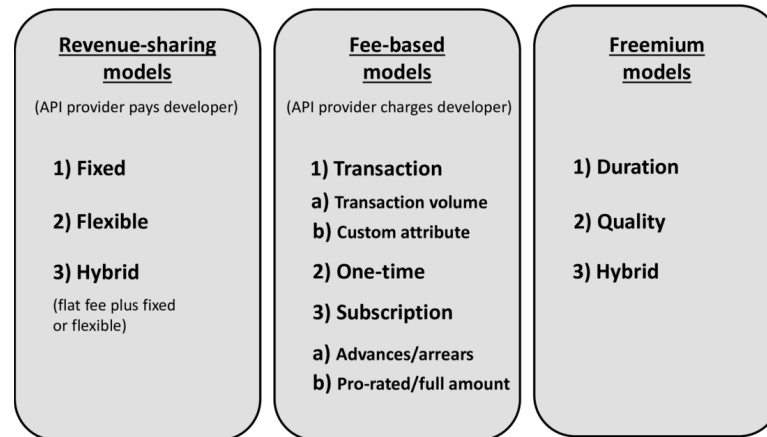 Revenue-sharing
models
(API provider pays developer)
1) Fixed
2) Flexible
3) Hybrid
(flat fee plus fixed
or flexible)
Fee-based
models
(API provider charges developer)
1) Transaction
a) Transaction volume
b) Custom attribute
2) One-time
3) Subscription
a) Advances/arrears
b) Pro-rated/full amount
Freemium
models
1) Duration
2) Quality
3) Hybrid